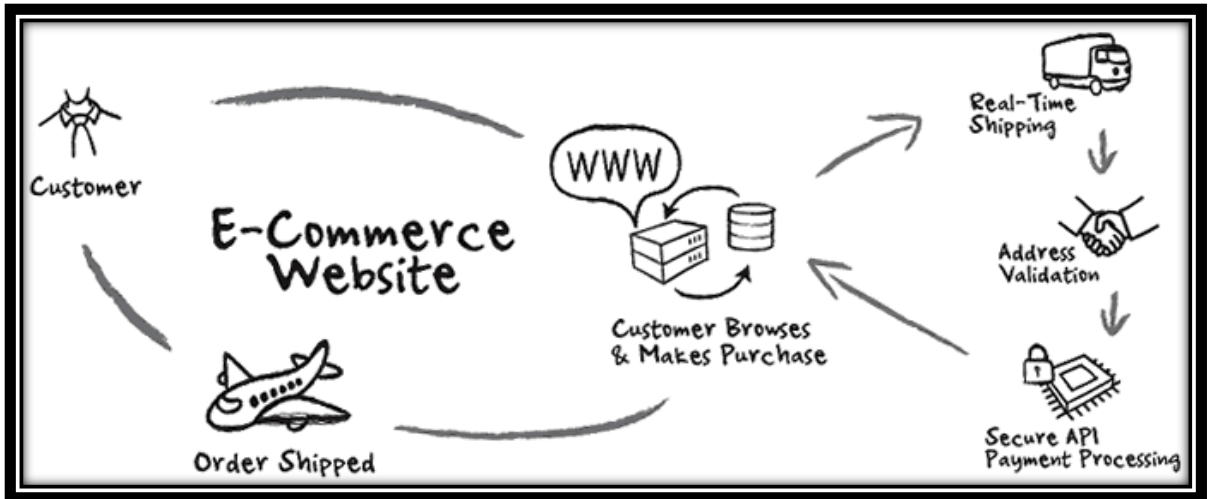 Customer
E-Commerce
Website
WWW
Customer Browses
& Makes Purchase
Order Shipped
Real-Time
Shipping
Address
Validation
Secure API
Payment Processing